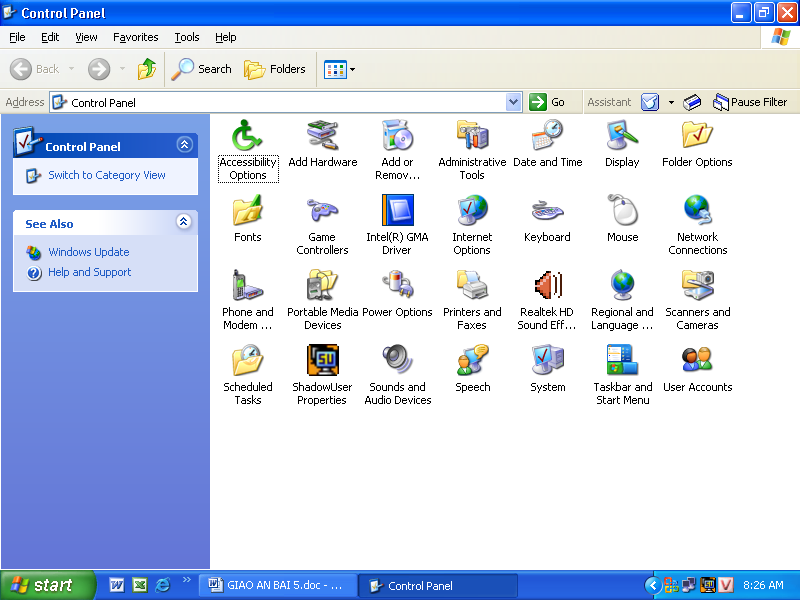 Control Panel
File Edit View Favorites Tools Help
Back Search Folders
Address Control Panel Go Assistant Pause Filter
Control Panel
Switch to Category View
See Also
Windows Update
Help and Support
Accessibility Options
Add Hardware
Add or Remov...
Administrative Tools
Date and Time
Display
Folder Options
Fonts
Game Controllers
Intel(R) GMA Driver
Internet Options
Keyboard
Mouse
Network Connections
Phone and Modem ...
Portable Media Devices
Power Options
Printers and Faxes
Realtek HD Sound Eff...
Regional and Language ...
Scanners and Cameras
Scheduled Tasks
ShadowUser Properties
Sounds and Audio Devices
Speech
System
Taskbar and Start Menu
User Accounts
start GIAO AN BAI 5.doc - ... Control Panel 8:26 AM